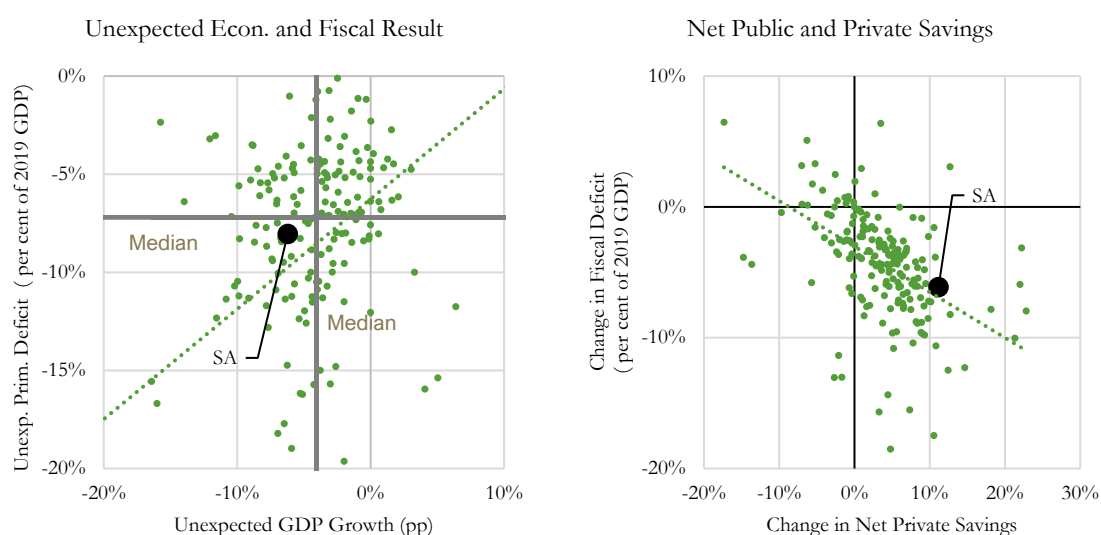 Unexpected Econ. and Fiscal Result
Unexp. Prim. Deficit ( per cent of 2019 GDP)
0%
-5%
-10%
-15%
-20%
Median
Median
SA
-20%
-10%
0%
10%
Unexpected GDP Growth (pp)
Net Public and Private Savings
Change in Fiscal Deficit
(per cent of 2019 GDP)
10%
0%
-10%
-20%
SA
-20%
-10%
0%
10%
20%
30%
Change in Net Private Savings